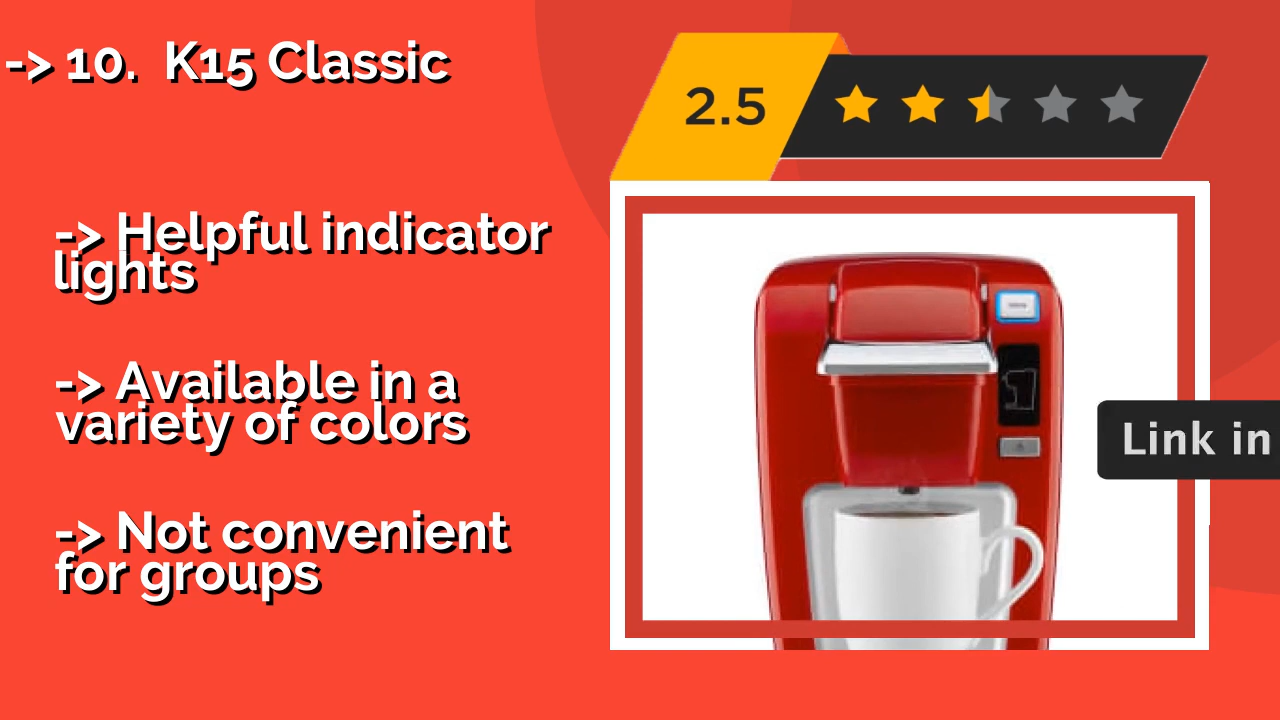 -> 10.  K15 Classic
2.5
-> Helpful indicator
lights
-> Available in a
variety of colors
-> Not convenient
for groups
Link in